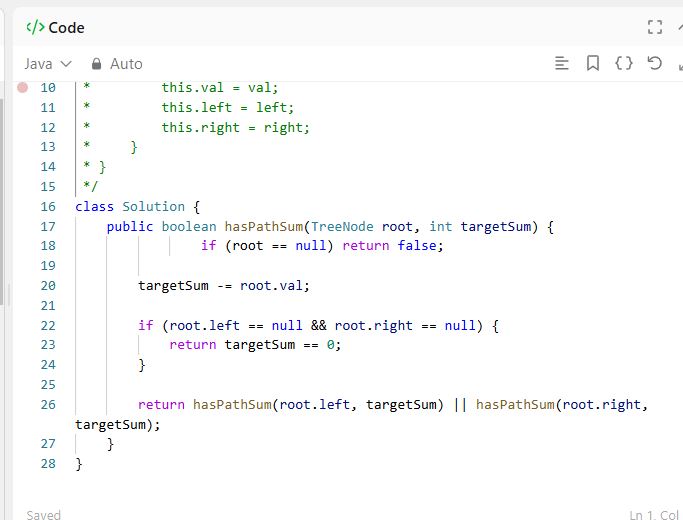 </> Code
Java Auto
10 * this.val = val;
11 * this.left = left;
12 * this.right = right;
13 * }
14 * }
15 */
16 class Solution {
17 public boolean hasPathSum(TreeNode root, int targetSum) {
18 if (root == null) return false;
19
20 targetSum -= root.val;
21
22 if (root.left == null && root.right == null) {
23 return targetSum == 0;
24 }
25
26 return hasPathSum(root.left, targetSum) || hasPathSum(root.right,
targetSum);
27 }
28 }
Saved Ln 1, Col